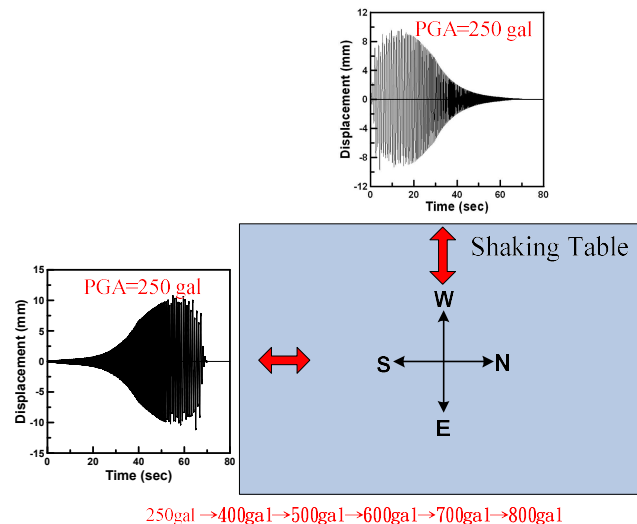 PGA=250 gal
Displacement (mm)
12
8
4
0
-4
-8
-12
0 20 40 60 80
Time (sec)
Shaking Table
PGA=250 gal
Displacement (mm)
15
10
5
0
-5
-10
-15
0 20 40 60 80
Time (sec)
W
S N
E
250gal→400gal→500gal→600gal→700gal→800gal